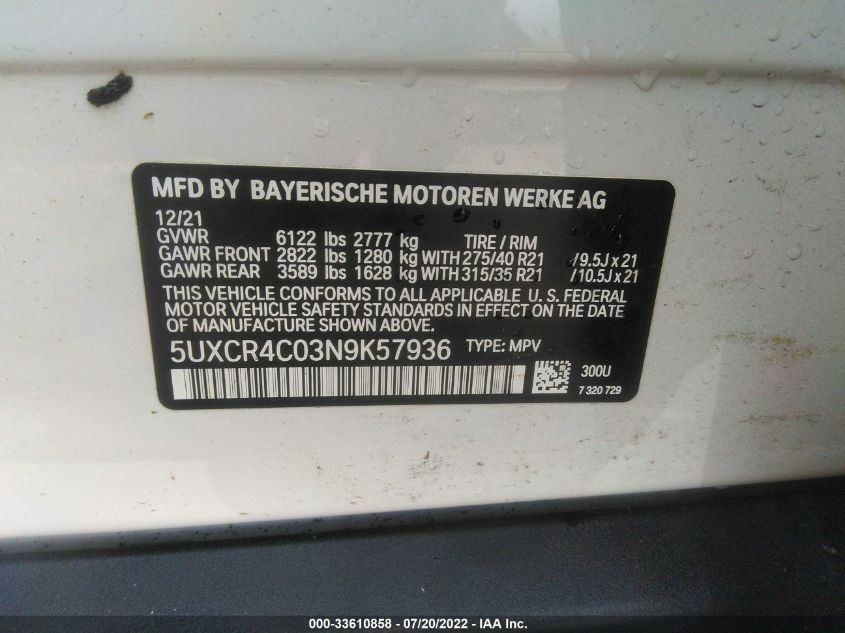 MFD BY BAYERISCHE MOTOREN WERKE AG
12/21
GVWR 6122 lbs 2777 kg TIRE / RIM
GAWR FRONT 2822 lbs 1280 kg WITH 275/40 R21 /9.5J x 21
GAWR REAR 3589 lbs 1628 kg WITH 315/35 R21 /10.5J x 21
THIS VEHICLE CONFORMS TO ALL APPLICABLE U. S. FEDERAL
MOTOR VEHICLE SAFETY STANDARDS IN EFFECT ON THE
DATE OF MANUFACTURE SHOWN ABOVE.
5UXCR4C03N9K57936 TYPE: MPV
300U
7 320 729
000-33610858 - 07/20/2022 - IAA Inc.